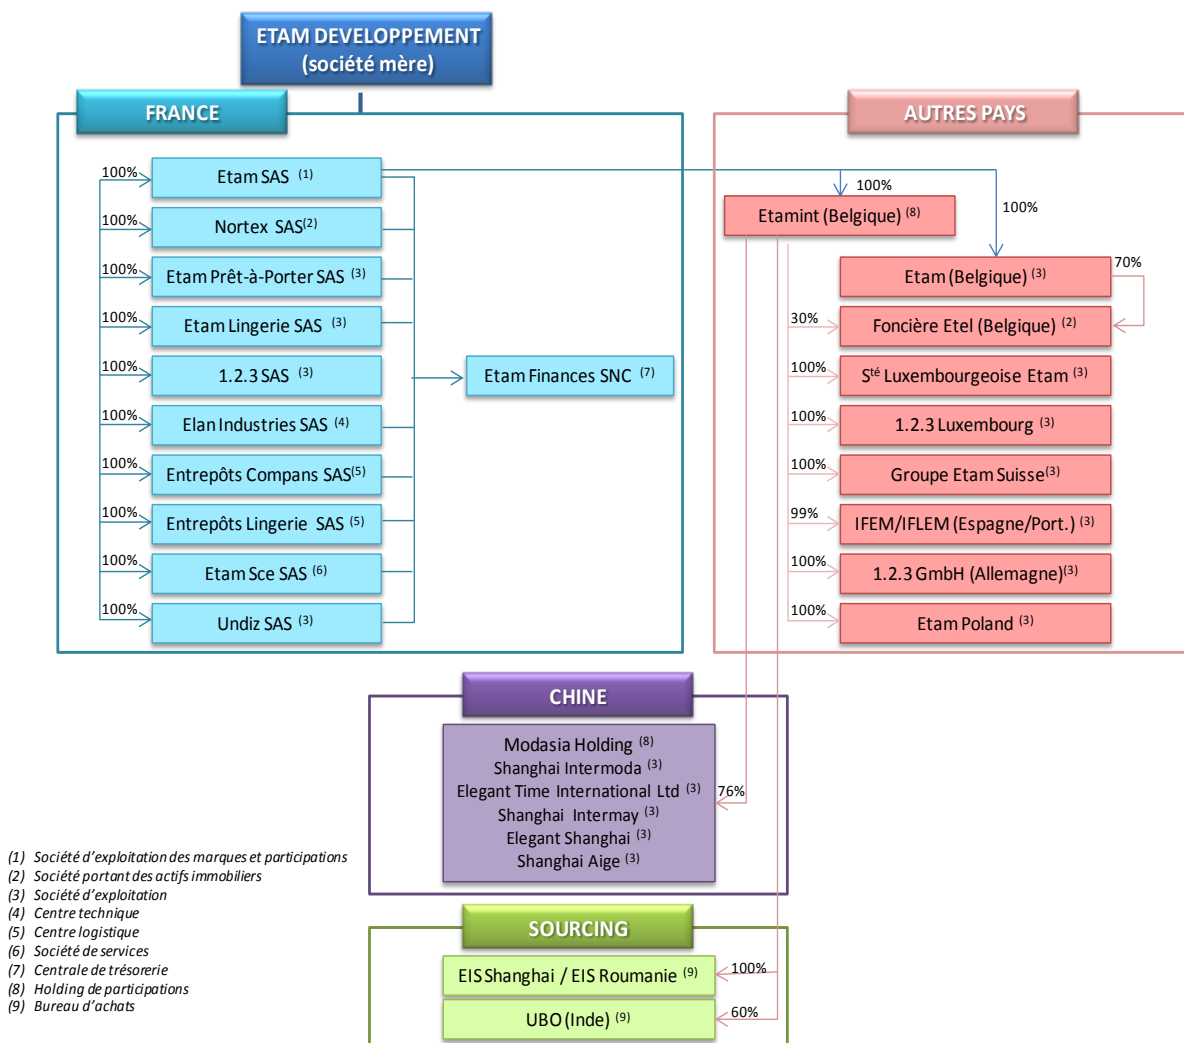 ETAM DEVELOPPEMENT
(société mère)
FRANCE
100%
Etam SAS (1)
100%
Nortex SAS(2)
100%
Etam Prêt-à-Porter SAS (3)
100%
Etam Lingerie SAS (3)
100%
1.2.3 SAS (3)
100%
Elan Industries SAS (4)
100%
Entrepôts Compans SAS(5)
100%
Entrepôts Lingerie SAS (5)
100%
Etam Sce SAS (6)
100%
Undiz SAS (3)
Etam Finances SNC (7)
AUTRES PAYS
100%
Etamint (Belgique) (8)
100%
Etam (Belgique) (3)
70%
30%
Foncière Etel (Belgique) (2)
100%
Sté Luxembourgeoise Etam (3)
100%
1.2.3 Luxembourg (3)
100%
Groupe Etam Suisse(3)
99%
IFEM/IFLEM (Espagne/Port.) (3)
100%
1.2.3 GmbH (Allemagne)(3)
100%
Etam Poland (3)
CHINE
Modasia Holding (8)
Shanghai Intermoda (3)
Elegant Time International Ltd (3)
Shanghai Intermay (3)
Elegant Shanghai (3)
Shanghai Aige (3)
76%
SOURCING
EIS Shanghai / EIS Roumanie (9)
100%
UBO (Inde) (9)
60%
(1) Société d'exploitation des marques et participations
(2) Société portant des actifs immobiliers
(3) Société d'exploitation
(4) Centre technique
(5) Centre logistique
(6) Société de services
(7) Centrale de trésorerie
(8) Holding de participations
(9) Bureau d'achats